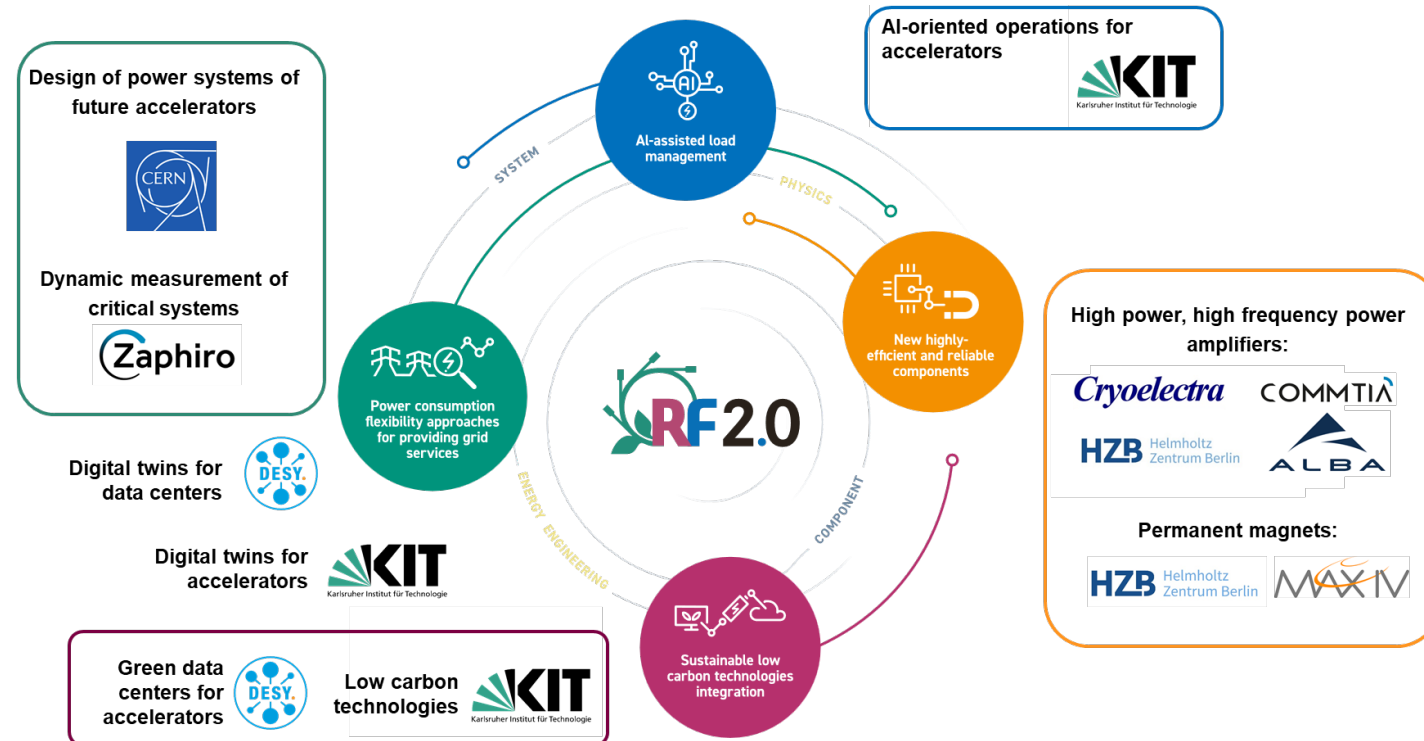 Design of power systems of
future accelerators
CERN
Dynamic measurement of
critical systems
Zaphiro
Digital twins for
data centers
DESY.
Digital twins for
accelerators
KIT
Karlsruher Institut für Technologie
Green data
centers for
accelerators
DESY.
Low carbon
technologies
KIT
Karlsruher Institut für Technologie
AI
AI-assisted load
management
SYSTEM
PHYSICS
New highly-
efficient and reliable
components
Power consumption
flexibility approaches
for providing grid
services
RF2.0
ENERGY ENGINEERING
COMPONENT
Sustainable low
carbon technologies
integration
AI-oriented operations for
accelerators
KIT
Karlsruher Institut für Technologie
High power, high frequency power
amplifiers:
Cryoelectra
COMMTIA
HZB Helmholtz
Zentrum Berlin
ALBA
Permanent magnets:
HZB Helmholtz
Zentrum Berlin
MAX IV